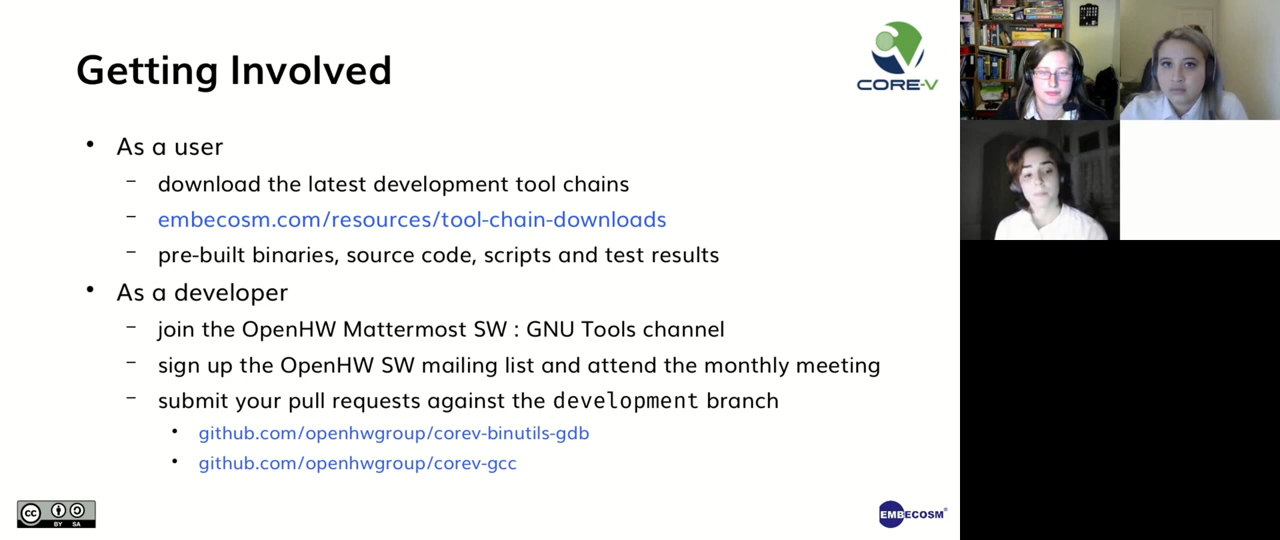 Getting Involved
CORE-V
As a user
download the latest development tool chains
embecosm.com/resources/tool-chain-downloads
pre-built binaries, source code, scripts and test results
As a developer
join the OpenHW Mattermost SW : GNU Tools channel
sign up the OpenHW SW mailing list and attend the monthly meeting
submit your pull requests against the development branch
github.com/openhwgroup/corev-binutils-gdb
github.com/openhwgroup/corev-gcc
cc BY SA
EMBECOSM®